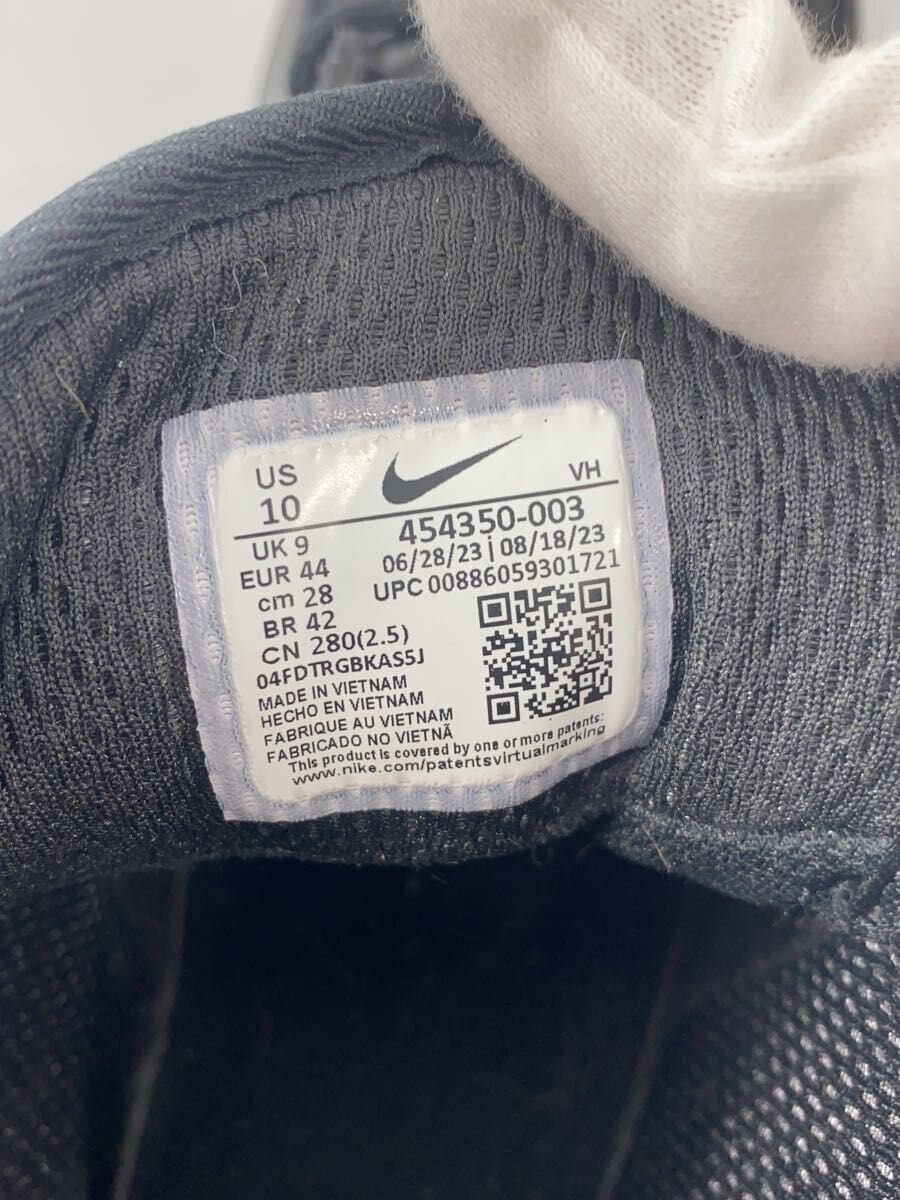 US
10
VH
454350-003
06/28/23 | 08/18/23
UPC 00886059301721
UK 9
EUR 44
cm 28
BR 42
CN 280(2.5)
04FDTRGBKAS5J
MADE IN VIETNAM
HECHO EN VIETNAM
FABRIQUE AU VIETNAM
FABRICADO NO VIETNÃ
This product is covered by one or more patents:
www.nike.com/patentsvirtualmarking